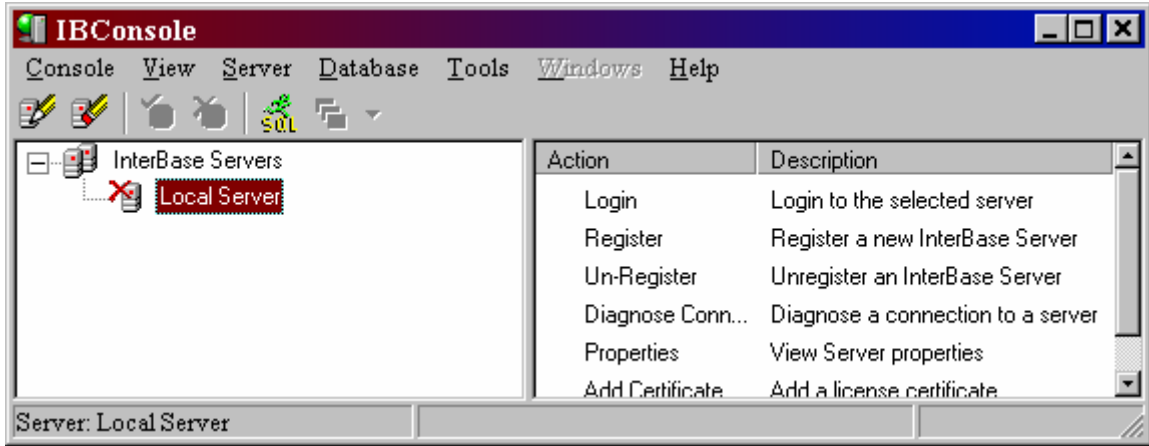 IBConsole
Console View Server Database Tools Windows Help
SQL
InterBase Servers
Local Server
Action Description
Login Login to the selected server
Register Register a new InterBase Server
Un-Register Unregister an InterBase Server
Diagnose Conn... Diagnose a connection to a server
Properties View Server properties
Add Certificate Add a license certificate
Server: Local Server